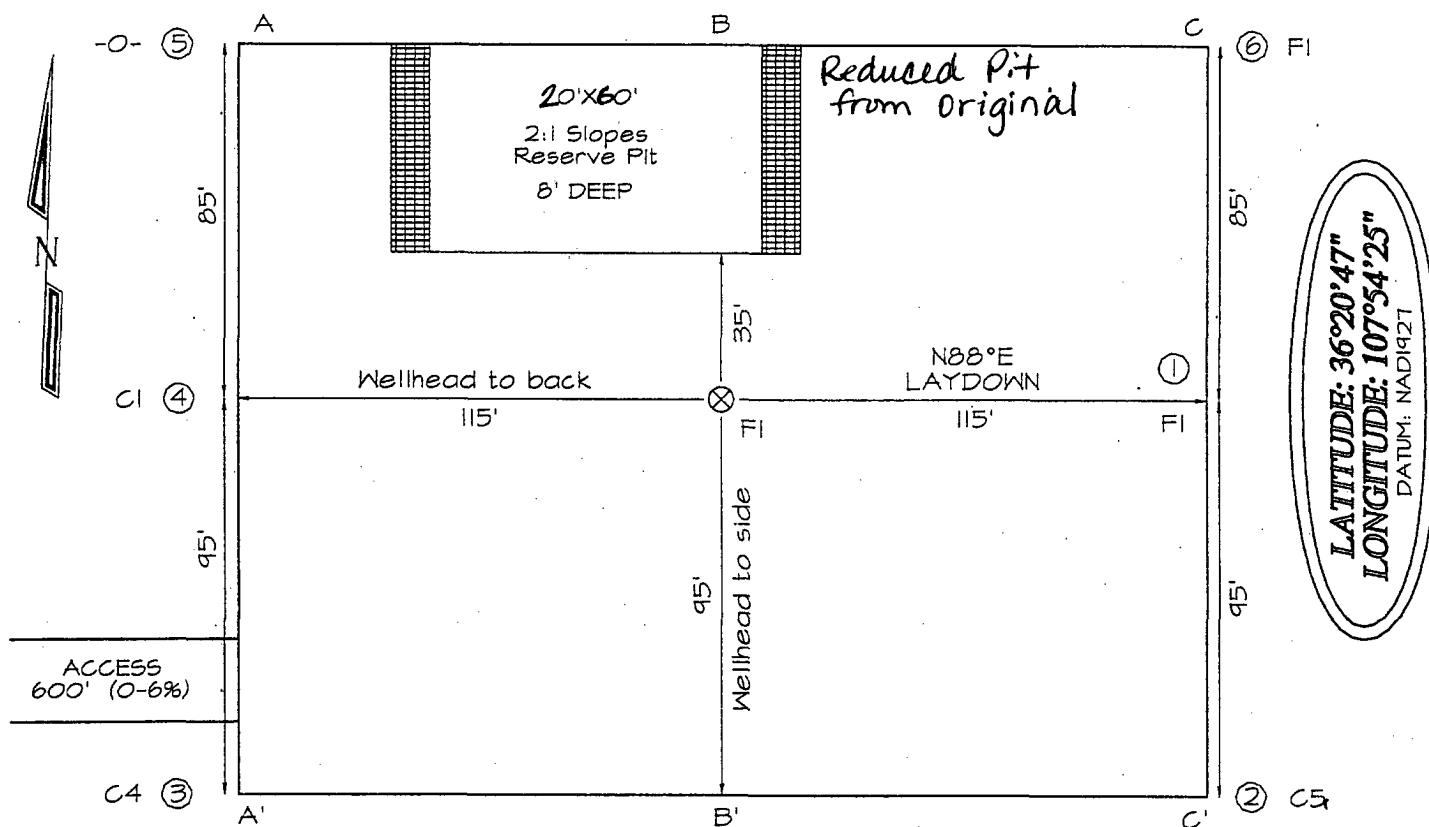 A
B
C
-O- ⑤
⑥ F1
20'X60'
2:1 Slopes
Reserve Pit
8' DEEP
Reduced Pit
from original
85'
85'
N
35'
C1 ④
Wellhead to back
115'
F1
N88°E
LAYDOWN
115'
①
F1
LATITUDE: 36°20'47"
LONGITUDE: 107°54'25"
DATUM: NAD1927
95'
95'
Wellhead to side
95'
ACCESS
600' (0-6%)
C4 ③
② C5
A'
B'
C'